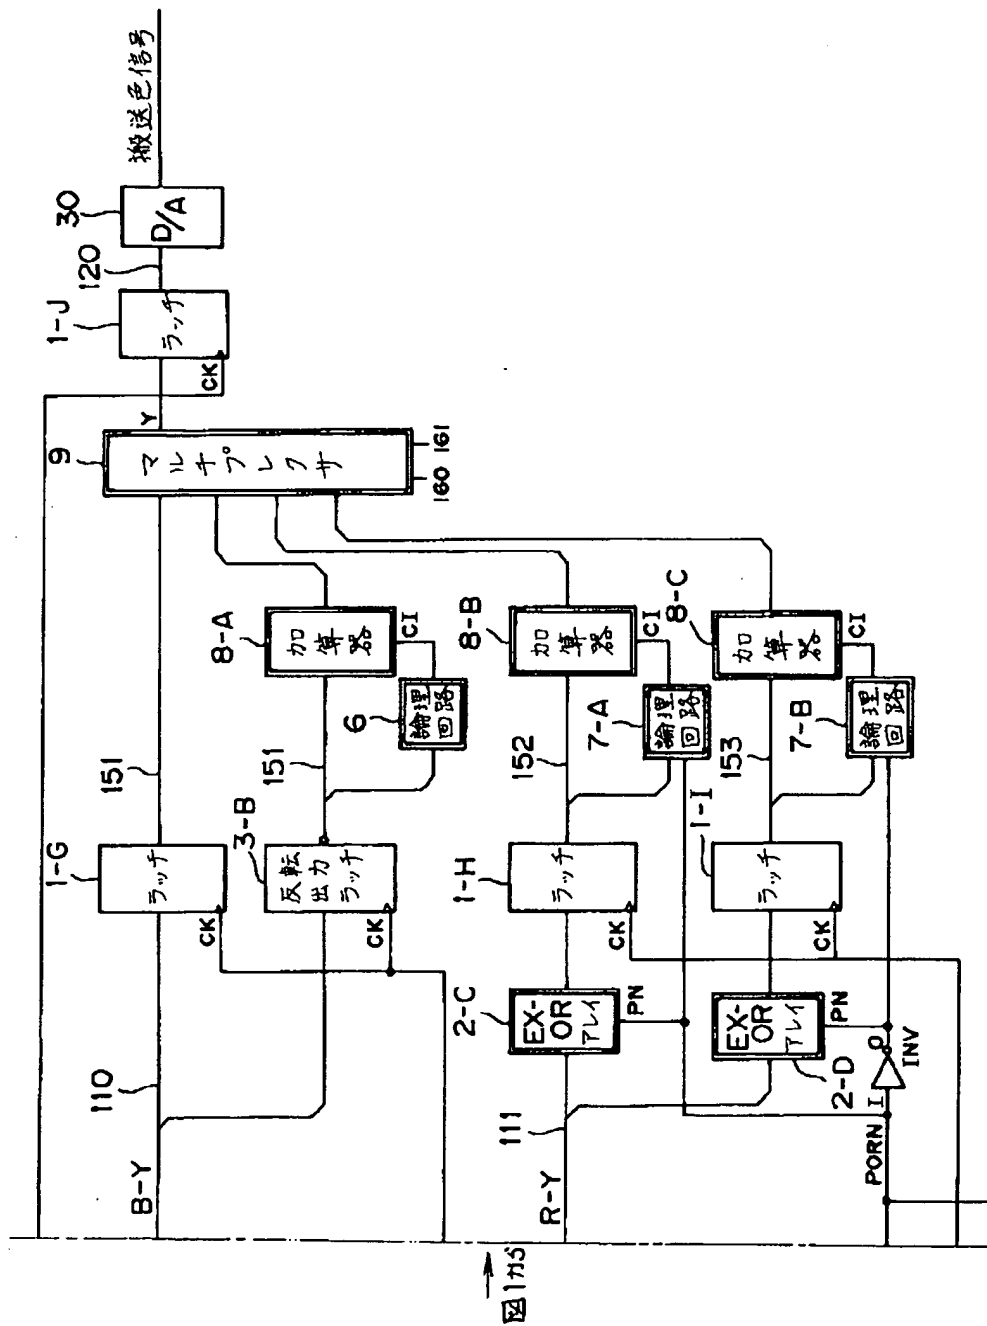 図1から
B-Y
110
1-G
ラッチ
CK
151
3-B
反転
出力
ラッチ
CK
151
6
論理
回路
8-A
加算器
CI
R-Y
111
2-C
EX-
OR
アレイ
PN
1-H
ラッチ
CK
152
7-A
論理
回路
8-B
加算器
CI
PORN
I
O
INV
2-D
EX-
OR
アレイ
PN
1-I
ラッチ
CK
153
7-B
論理
回路
8-C
加算器
CI
9
マルチプレクサ
160
161
Y
1-J
ラッチ
CK
120
30
D/A
搬送色信号